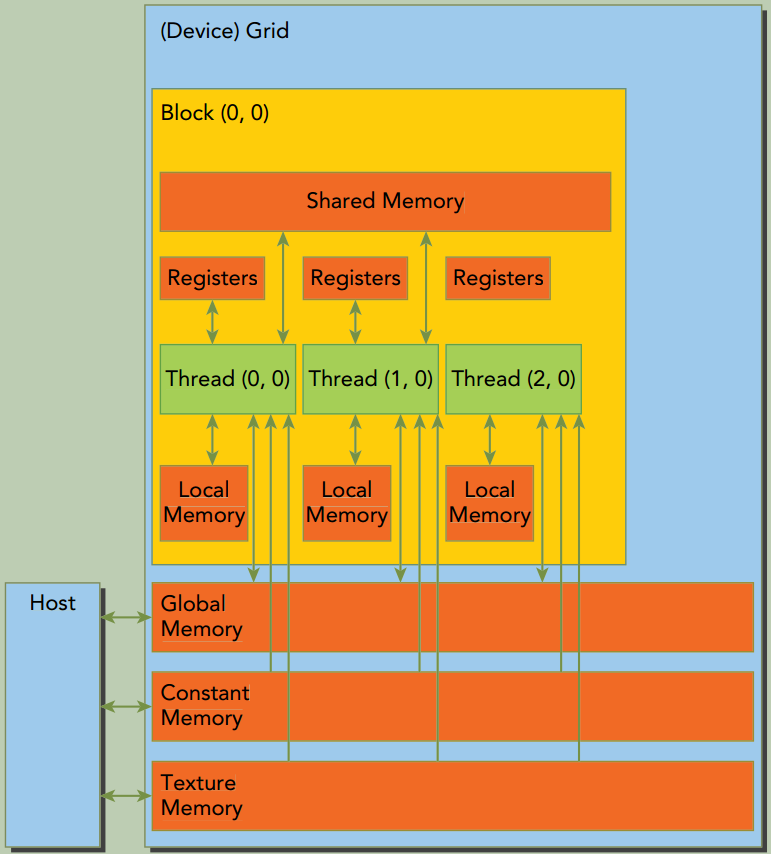 (Device) Grid
Block (0, 0)
Shared Memory
Registers
Registers
Registers
Thread (0, 0)
Thread (1, 0)
Thread (2, 0)
Local
Memory
Local
Memory
Local
Memory
Host
Global
Memory
Constant
Memory
Texture
Memory